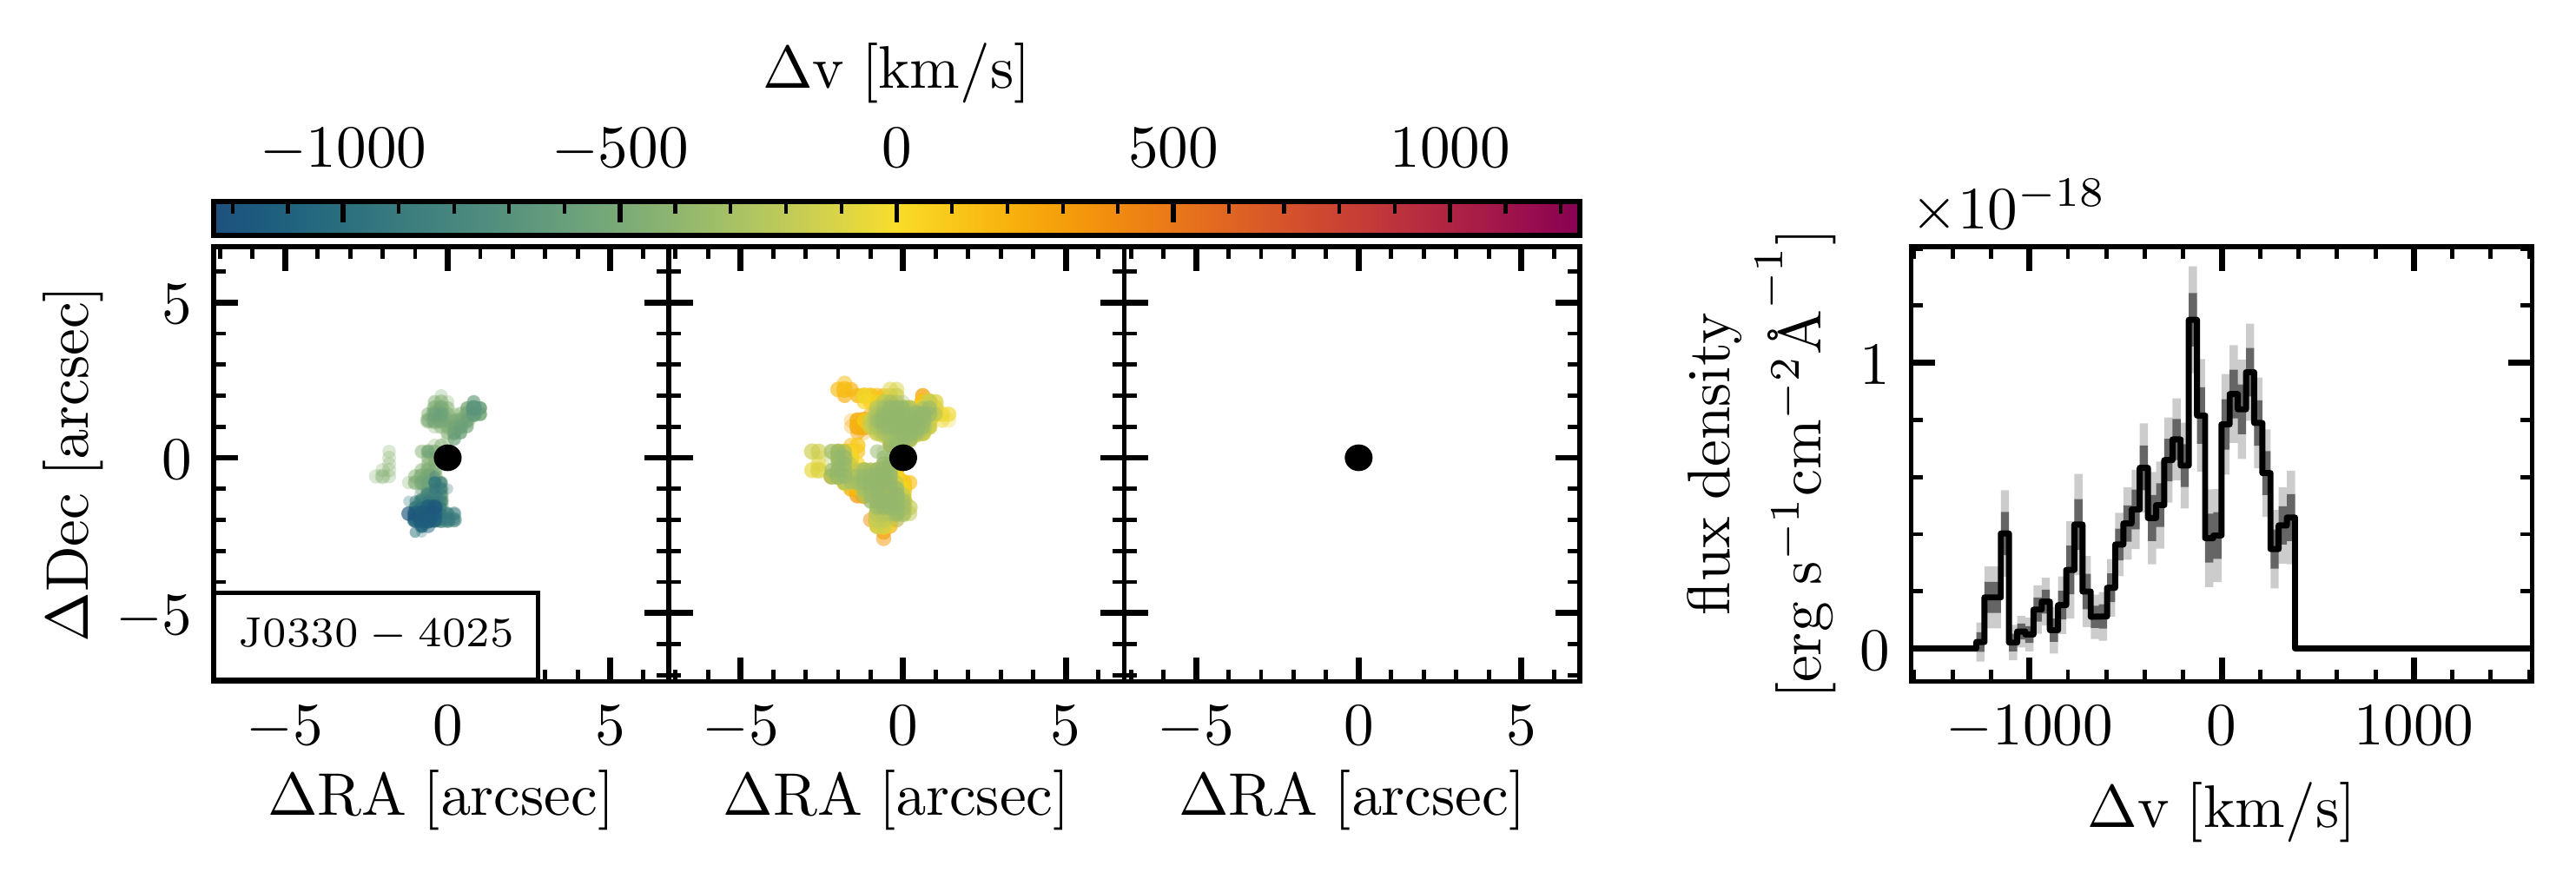 Δv [km/s]
−1000 −500 0 500 1000
×10⁻¹⁸
ΔDec [arcsec]
5
0
−5
J0330 − 4025
flux density
[erg s⁻¹cm⁻²Å⁻¹]
1
0
−5 0 5 −5 0 5 −5 0 5 −1000 0 1000
ΔRA [arcsec] ΔRA [arcsec] ΔRA [arcsec] Δv [km/s]